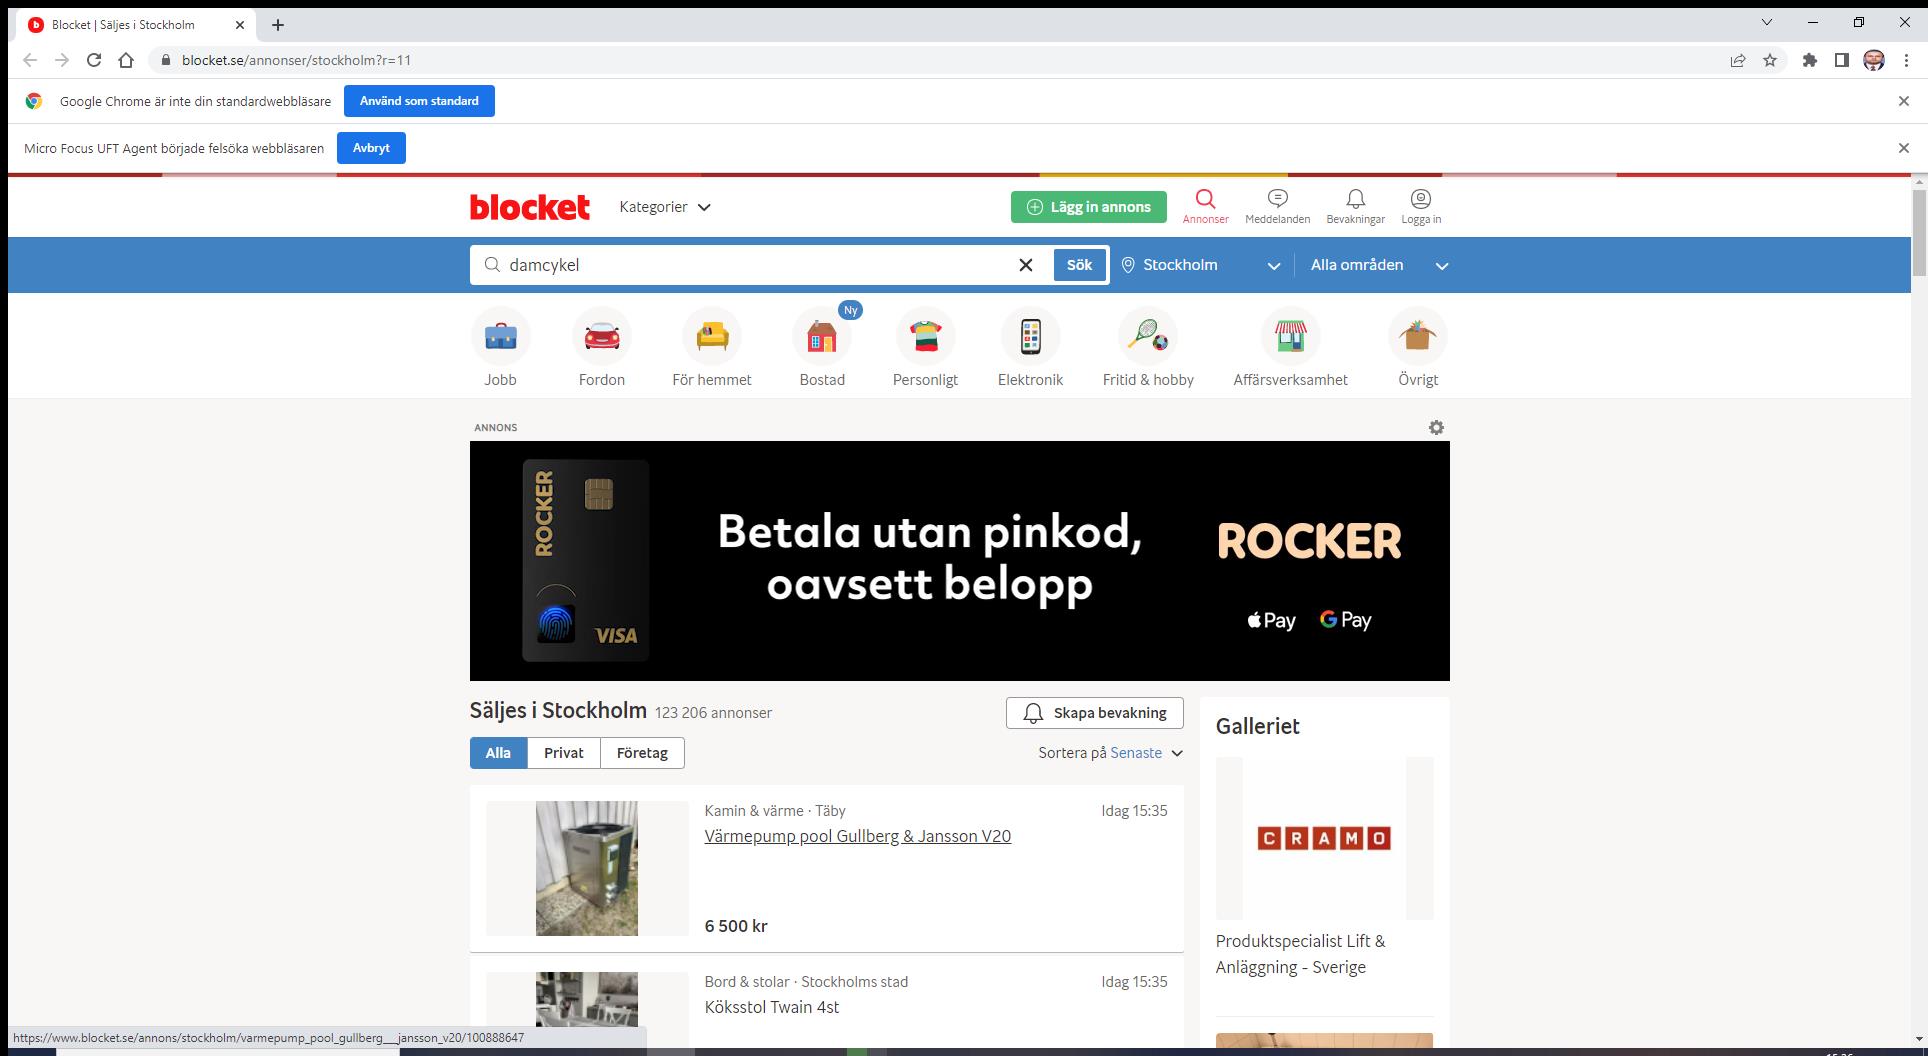 Blocket | Säljes i Stockholm
blocket.se/annonser/stockholm?r=11
Google Chrome är inte din standardwebbläsare
Använd som standard
Micro Focus UFT Agent började felsöka webbläsaren
Avbryt
blocket
Kategorier
Lägg in annons
Annonser
Meddelanden
Bevakningar
Logga in
damcykel
Sök
Stockholm
Alla områden
Ny
Jobb
Fordon
För hemmet
Bostad
Personligt
Elektronik
Fritid & hobby
Affärsverksamhet
Övrigt
ANNONS
ROCKER
VISA
Betala utan pinkod,
oavsett belopp
ROCKER
Pay
G Pay
Säljes i Stockholm 123 206 annonser
Skapa bevakning
Alla
Privat
Företag
Sortera på Senaste
Kamin & värme · Täby
Idag 15:35
Värmepump pool Gullberg & Jansson V20
6 500 kr
Bord & stolar · Stockholms stad
Idag 15:35
Köksstol Twain 4st
Galleriet
CRAMO
Produktspecialist Lift &
Anläggning - Sverige
https://www.blocket.se/annons/stockholm/varmepump_pool_gullberg___jansson_v20/100888647